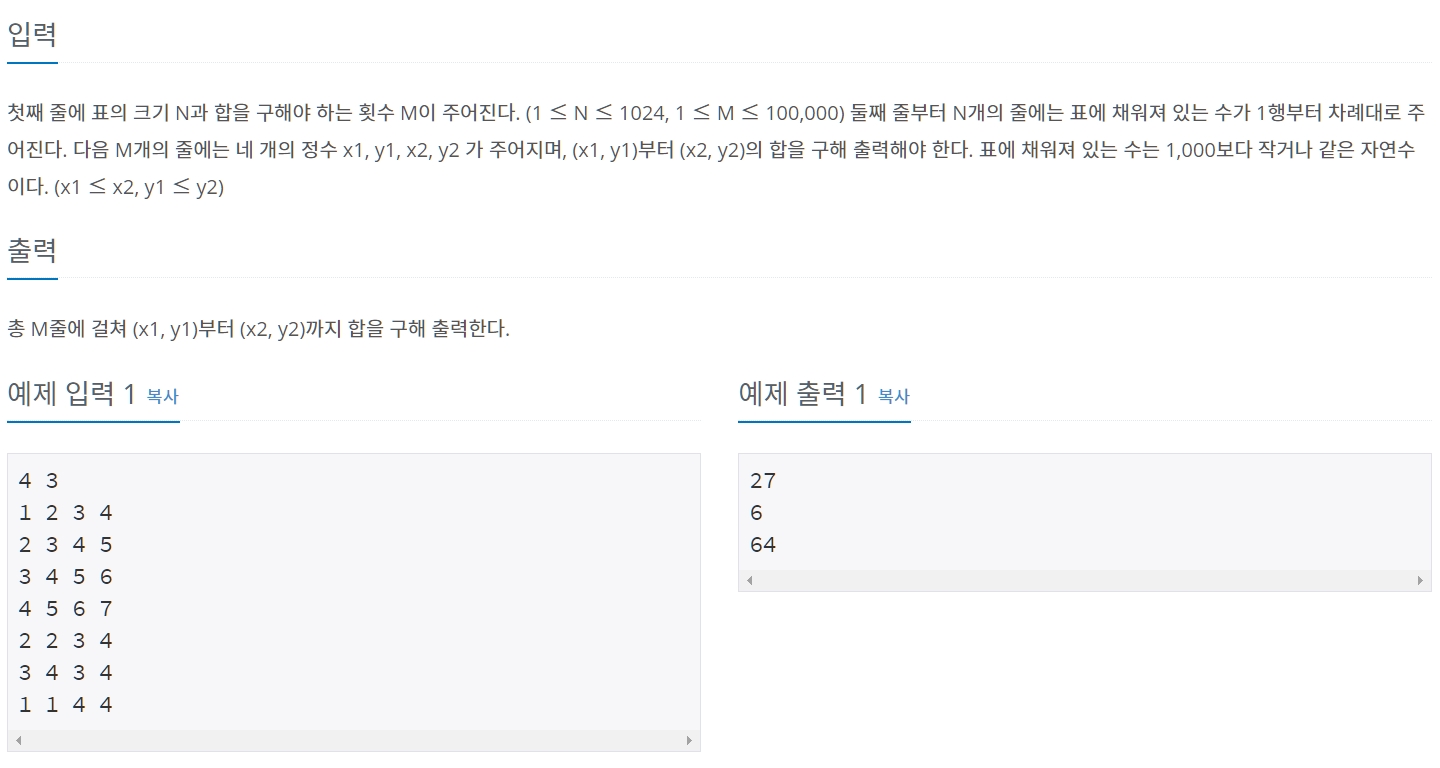 입력
첫째 줄에 표의 크기 N과 합을 구해야 하는 횟수 M이 주어진다. (1 ≤ N ≤ 1024, 1 ≤ M ≤ 100,000) 둘째 줄부터 N개의 줄에는 표에 채워져 있는 수가 1행부터 차례대로 주
어진다. 다음 M개의 줄에는 네 개의 정수 x1, y1, x2, y2 가 주어지며, (x1, y1)부터 (x2, y2)의 합을 구해 출력해야 한다. 표에 채워져 있는 수는 1,000보다 작거나 같은 자연수
이다. (x1 ≤ x2, y1 ≤ y2)
출력
총 M줄에 걸쳐 (x1, y1)부터 (x2, y2)까지 합을 구해 출력한다.
예제 입력 1 복사
4 3
1 2 3 4
2 3 4 5
3 4 5 6
4 5 6 7
2 2 3 4
3 4 3 4
1 1 4 4
예제 출력 1 복사
27
6
64